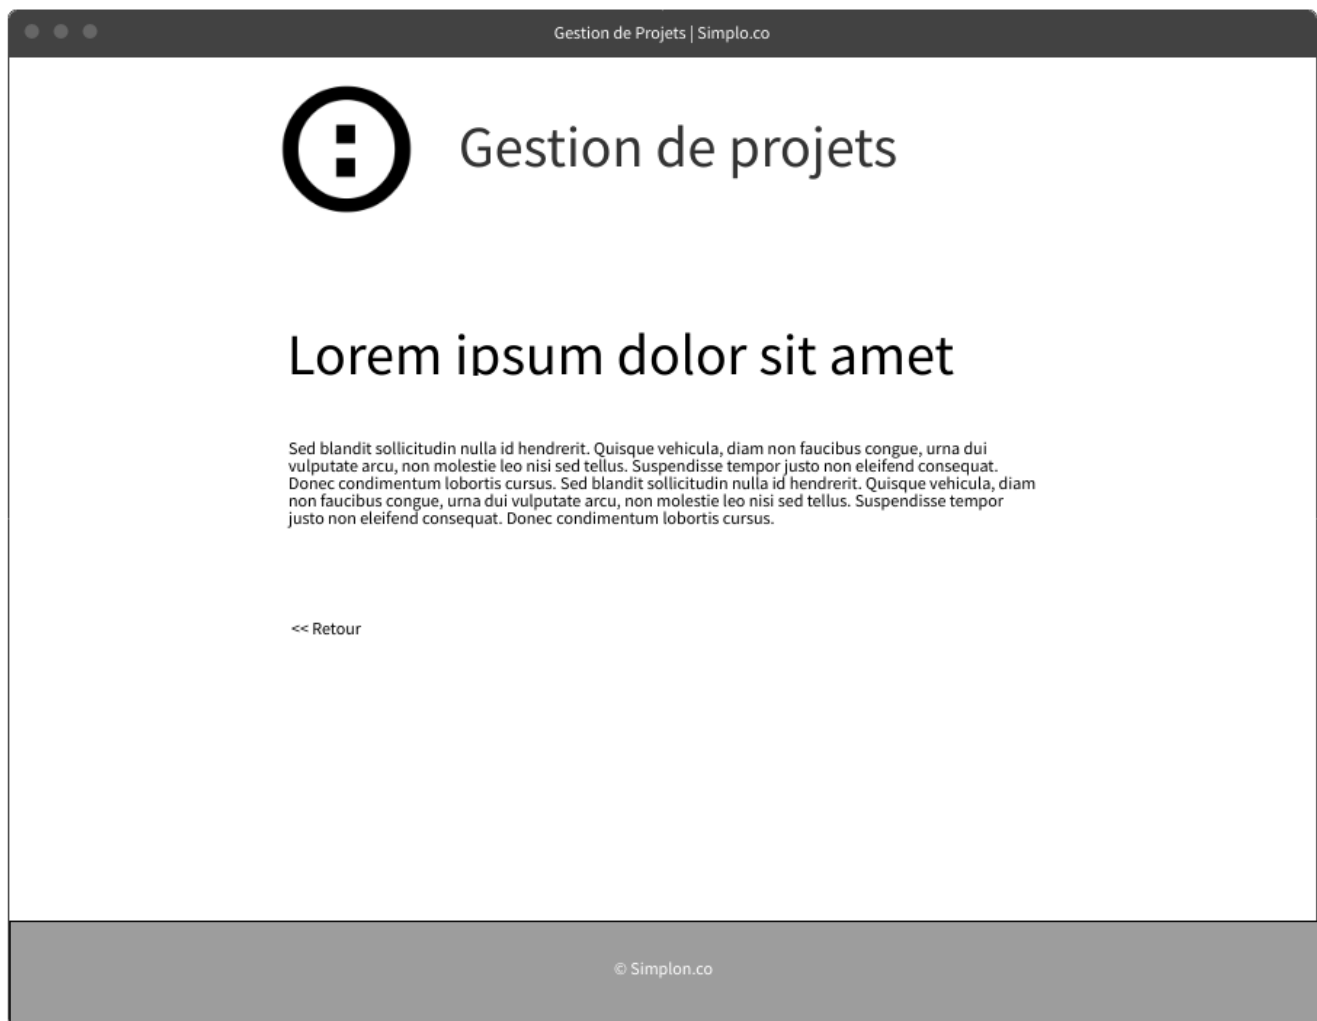 Gestion de Projets | Simplo.co
Gestion de projets
Lorem ipsum dolor sit amet
Sed blandit sollicitudin nulla id hendrerit. Quisque vehicula, diam non faucibus congue, urna dui
vulputate arcu, non molestie leo nisi sed tellus. Suspendisse tempor justo non eleifend consequat.
Donec condimentum lobortis cursus. Sed blandit sollicitudin nulla id hendrerit. Quisque vehicula, diam
non faucibus congue, urna dui vulputate arcu, non molestie leo nisi sed tellus. Suspendisse tempor
justo non eleifend consequat. Donec condimentum lobortis cursus.
<< Retour
© Simplon.co